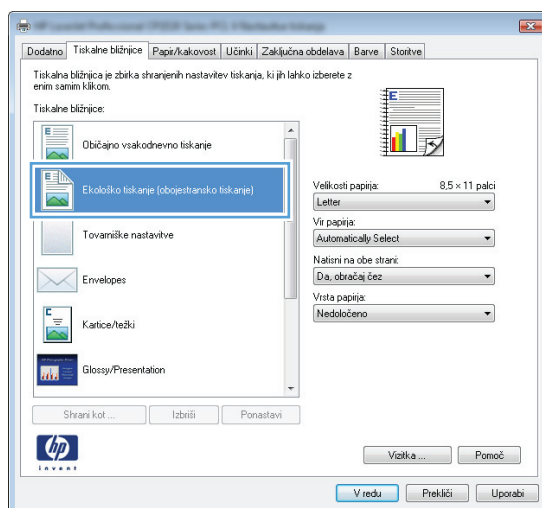 Dodatno Tiskalne bližnjice Papir/kakovost Učinki Zaključna obdelava Barve Storitve
Tiskalna bližnjica je zbirka shranjenih nastavitev tiskanja, ki jih lahko izberete z
enim samim klikom.
Tiskalne bližnjice:
Običajno vsakodnevno tiskanje
Ekološko tiskanje (obojestransko tiskanje)
Tovarniške nastavitve
Envelopes
Kartice/težki
Glossy/Presentation
Shrani kot ... Izbriši Ponastavi
Velikosti papirja: 8,5 × 11 palci
Letter
Vir papirja:
Automatically Select
Natisni na obe strani:
Da, obračaj čez
Vrsta papirja:
Nedoločeno
hp
invent
Vizitka ... Pomoč
V redu Prekliči Uporabi